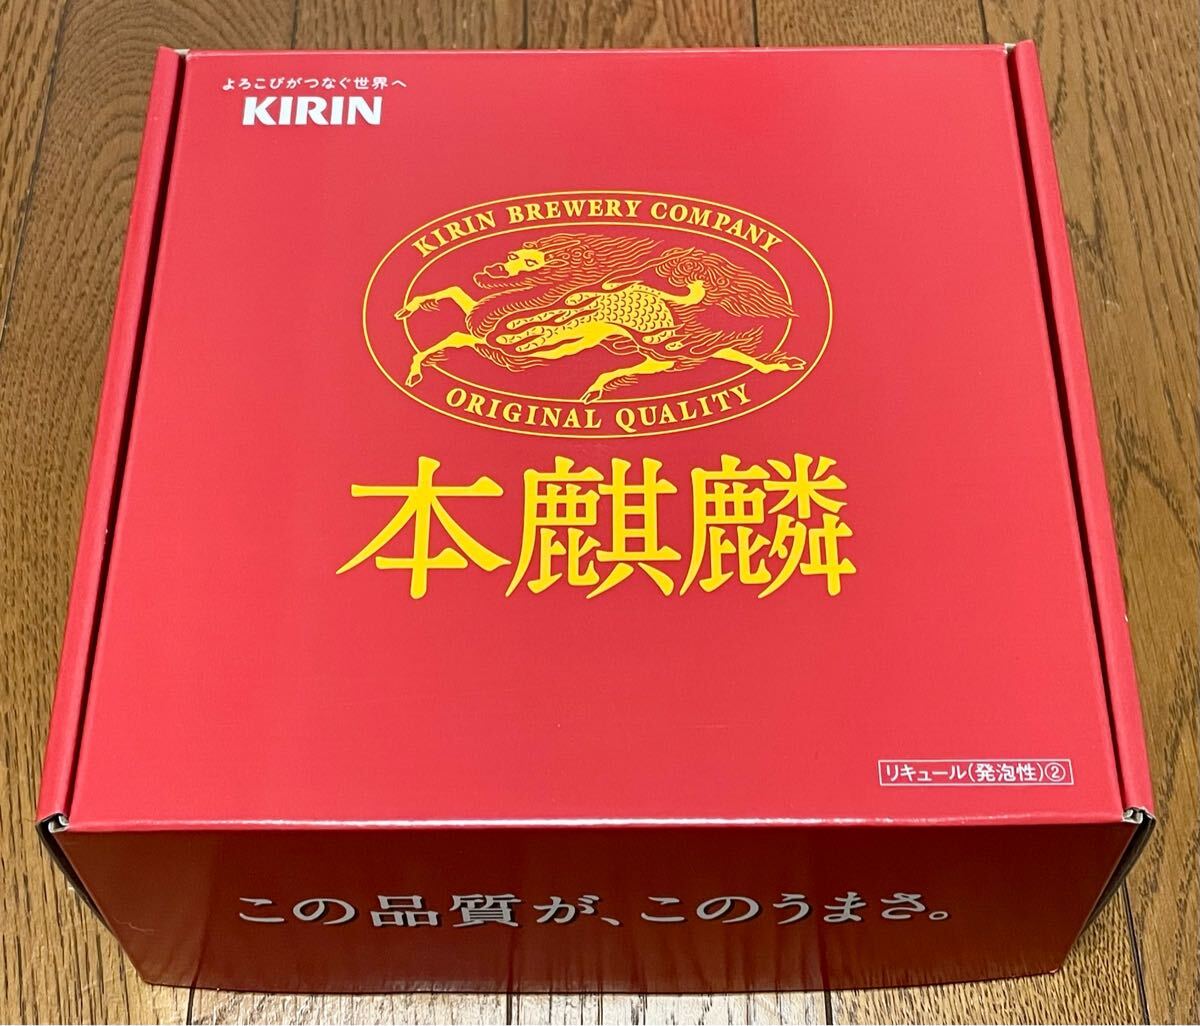 よろこびがつなぐ世界へ
KIRIN
KIRIN BREWERY COMPANY
ORIGINAL QUALITY
本麒麟
リキュール(発泡性)②
この品質が、このうまさ。